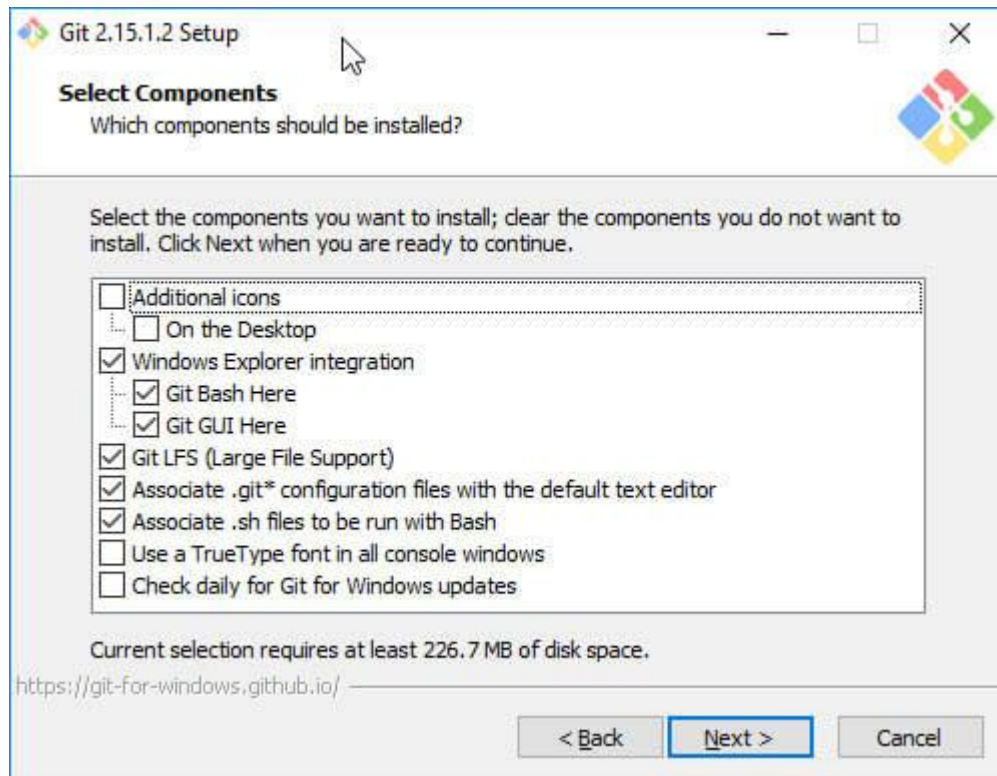 Git 2.15.1.2 Setup
Select Components
Which components should be installed?
Select the components you want to install; clear the components you do not want to
install. Click Next when you are ready to continue.
Additional icons
On the Desktop
Windows Explorer integration
Git Bash Here
Git GUI Here
Git LFS (Large File Support)
Associate .git* configuration files with the default text editor
Associate .sh files to be run with Bash
Use a TrueType font in all console windows
Check daily for Git for Windows updates
Current selection requires at least 226.7 MB of disk space.
https://git-for-windows.github.io/
< Back Next > Cancel